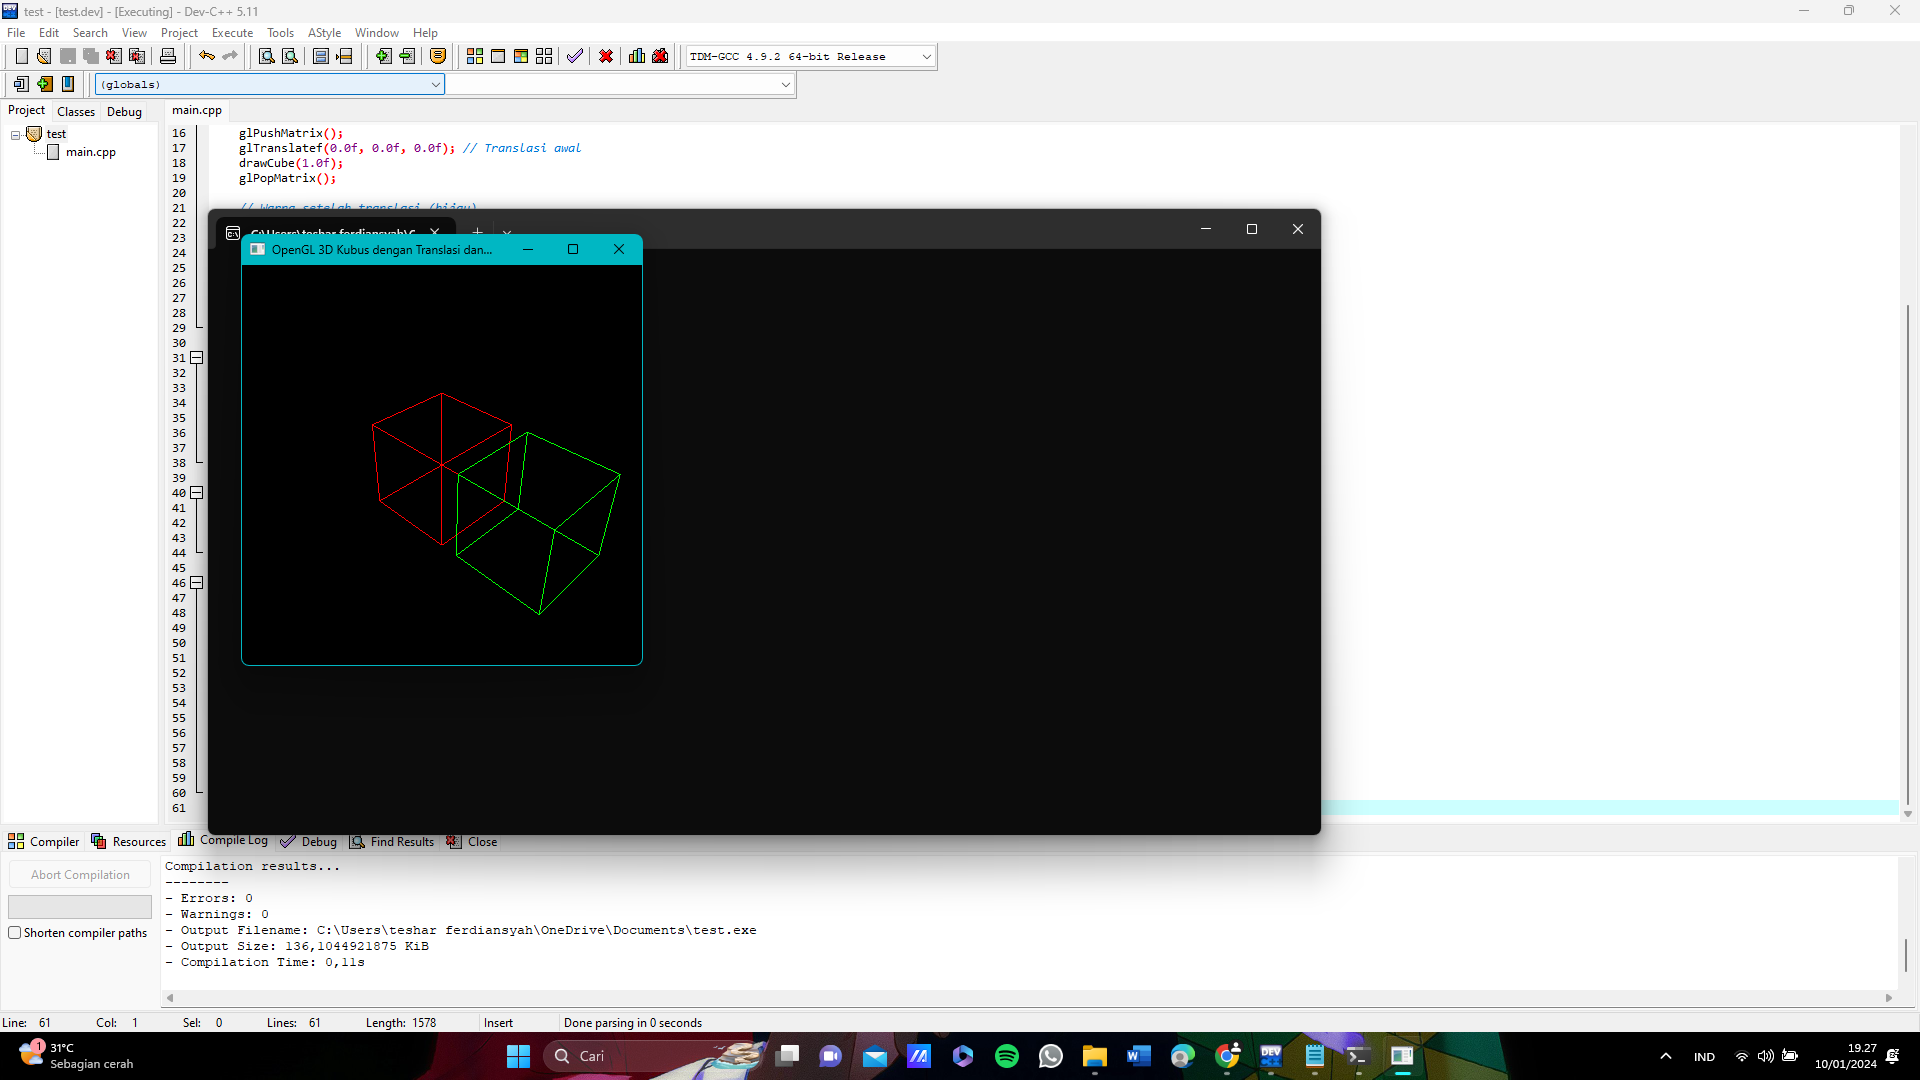 test - [test.dev] - [Executing] - Dev-C++ 5.11
File Edit Search View Project Execute Tools AStyle Window Help
TDM-GCC 4.9.2 64-bit Release
(globals)
Project Classes Debug
main.cpp
test
main.cpp
16 glPushMatrix();
17 glTranslatef(0.0f, 0.0f, 0.0f); // Translasi awal
18 drawCube(1.0f);
19 glPopMatrix();
20
21 // Warna setelah translasi (hijau)
22
23
24
25
26
27
28
29
30
31
32
33
34
35
36
37
38
39
40
41
42
43
44
45
46
47
48
49
50
51
52
53
54
55
56
57
58
59
60
61
C:\Users\teshar ferdiansyah\C
OpenGL 3D Kubus dengan Translasi dan...
Compiler Resources Compile Log Debug Find Results Close
Abort Compilation
Shorten compiler paths
Compilation results...
--------
- Errors: 0
- Warnings: 0
- Output Filename: C:\Users\teshar ferdiansyah\OneDrive\Documents\test.exe
- Output Size: 136,1044921875 KiB
- Compilation Time: 0,11s
Line: 61 Col: 1 Sel: 0 Lines: 61 Length: 1578 Insert Done parsing in 0 seconds
1
31°C
Sebagian cerah
Cari
DEV
IND
19.27
10/01/2024